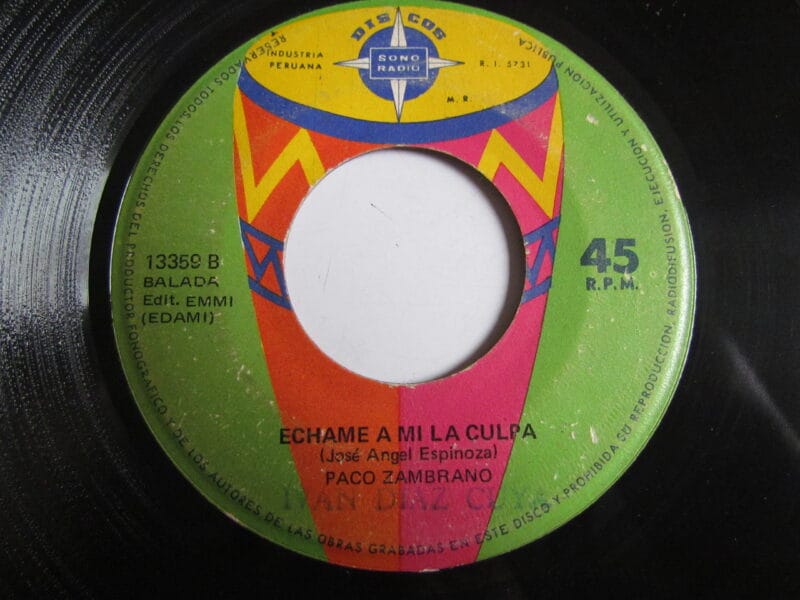 DISCOS
SONO
RADIO
INDUSTRIA
PERUANA
R. I. 5731
M. R.
13359 B
BALADA
Edit. EMMI
(EDAMI)
45
R.P.M.
ECHAME A MI LA CULPA
(José Angel Espinoza)
PACO ZAMBRANO
IVAN DIAZ
RESERVADOS TODOS LOS DERECHOS DEL PRODUCTOR FONOGRAFICO Y DE LOS AUTORES DE LAS OBRAS GRABADAS EN ESTE DISCO Y PROHIBIDA SU REPRODUCCION, RADIODIFUSION, EJECUCION Y UTILIZACION PUBLICA